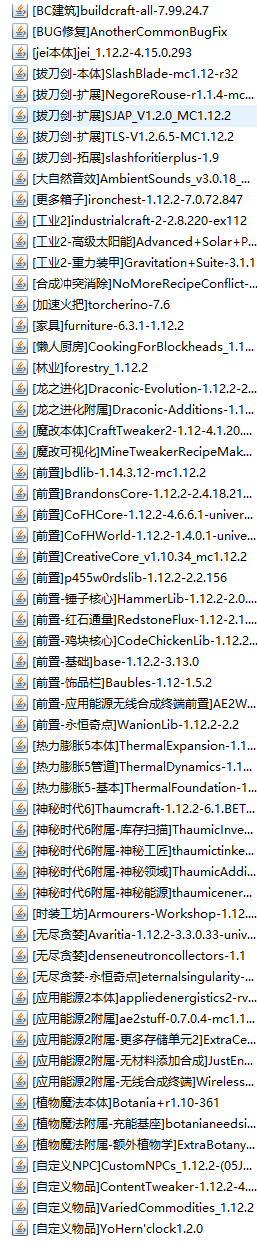 [BC建筑]buildcraft-all-7.99.24.7
[BUG修复]AnotherCommonBugFix
[jei本体]jei_1.12.2-4.15.0.293
[拔刀剑-本体]SlashBlade-mc1.12-r32
[拔刀剑-扩展]NegoreRouse-r1.1.4-mc...
[拔刀剑-扩展]SJAP_V1.2.0_MC1.12.2
[拔刀剑-扩展]TLS-V1.2.6.5-MC1.12.2
[拔刀剑-拓展]slashforitierplus-1.9
[大自然音效]AmbientSounds_v3.0.18_...
[更多箱子]ironchest-1.12.2-7.0.72.847
[工业2]industrialcraft-2-2.8.220-ex112
[工业2-高级太阳能]Advanced+Solar+P...
[工业2-重力装甲]Gravitation+Suite-3.1.1
[合成冲突消除]NoMoreRecipeConflict-...
[加速火把]torcherino-7.6
[家具]furniture-6.3.1-1.12.2
[懒人厨房]CookingForBlockheads_1.1...
[林业]forestry_1.12.2
[龙之进化]Draconic-Evolution-1.12.2-2...
[龙之进化附属]Draconic-Additions-1.1...
[魔改本体]CraftTweaker2-1.12-4.1.20....
[魔改可视化]MineTweakerRecipeMak...
[前置]bdlib-1.14.3.12-mc1.12.2
[前置]BrandonsCore-1.12.2-2.4.18.21...
[前置]CoFHCore-1.12.2-4.6.6.1-univer...
[前置]CoFHWorld-1.12.2-1.4.0.1-unive...
[前置]CreativeCore_v1.10.34_mc1.12.2
[前置]p455w0rdslib-1.12.2-2.2.156
[前置-锤子核心]HammerLib-1.12.2-2.0....
[前置-红石通量]RedstoneFlux-1.12-2.1....
[前置-鸡块核心]CodeChickenLib-1.12.2...
[前置-基础]base-1.12.2-3.13.0
[前置-饰品栏]Baubles-1.12-1.5.2
[前置-应用能源无线合成终端前置]AE2W...
[前置-永恒奇点]WanionLib-1.12.2-2.2
[热力膨胀5本体]ThermalExpansion-1.1...
[热力膨胀5管道]ThermalDynamics-1.1...
[热力膨胀5-基本]ThermalFoundation-1...
[神秘时代6]Thaumcraft-1.12.2-6.1.BET...
[神秘时代6附属-库存扫描]ThaumicInve...
[神秘时代6附属-神秘工匠]thaumictinke...
[神秘时代6附属-神秘领域]ThaumicAddi...
[神秘时代6附属-神秘能源]thaumicener...
[时装工坊]Armourers-Workshop-1.12....
[无尽贪婪]Avaritia-1.12.2-3.3.0.33-univ...
[无尽贪婪]denseneutroncollectors-1.1
[无尽贪婪-永恒奇点]eternalsingularity-...
[应用能源2本体]appliedenergistics2-rv...
[应用能源2附属]ae2stuff-0.7.0.4-mc1.1...
[应用能源2附属-更多存储单元2]ExtraCe...
[应用能源2附属-无材料添加合成]JustEn...
[应用能源2附属-无线合成终端]Wireless...
[植物魔法本体]Botania+r1.10-361
[植物魔法附属-充能基座]botanianeedsi...
[植物魔法附属-额外植物学]ExtraBotany...
[自定义NPC]CustomNPCs_1.12.2-(05J...
[自定义物品]ContentTweaker-1.12.2-4....
[自定义物品]VariedCommodities_1.12.2
[自定义物品]YoHern'clock1.2.0